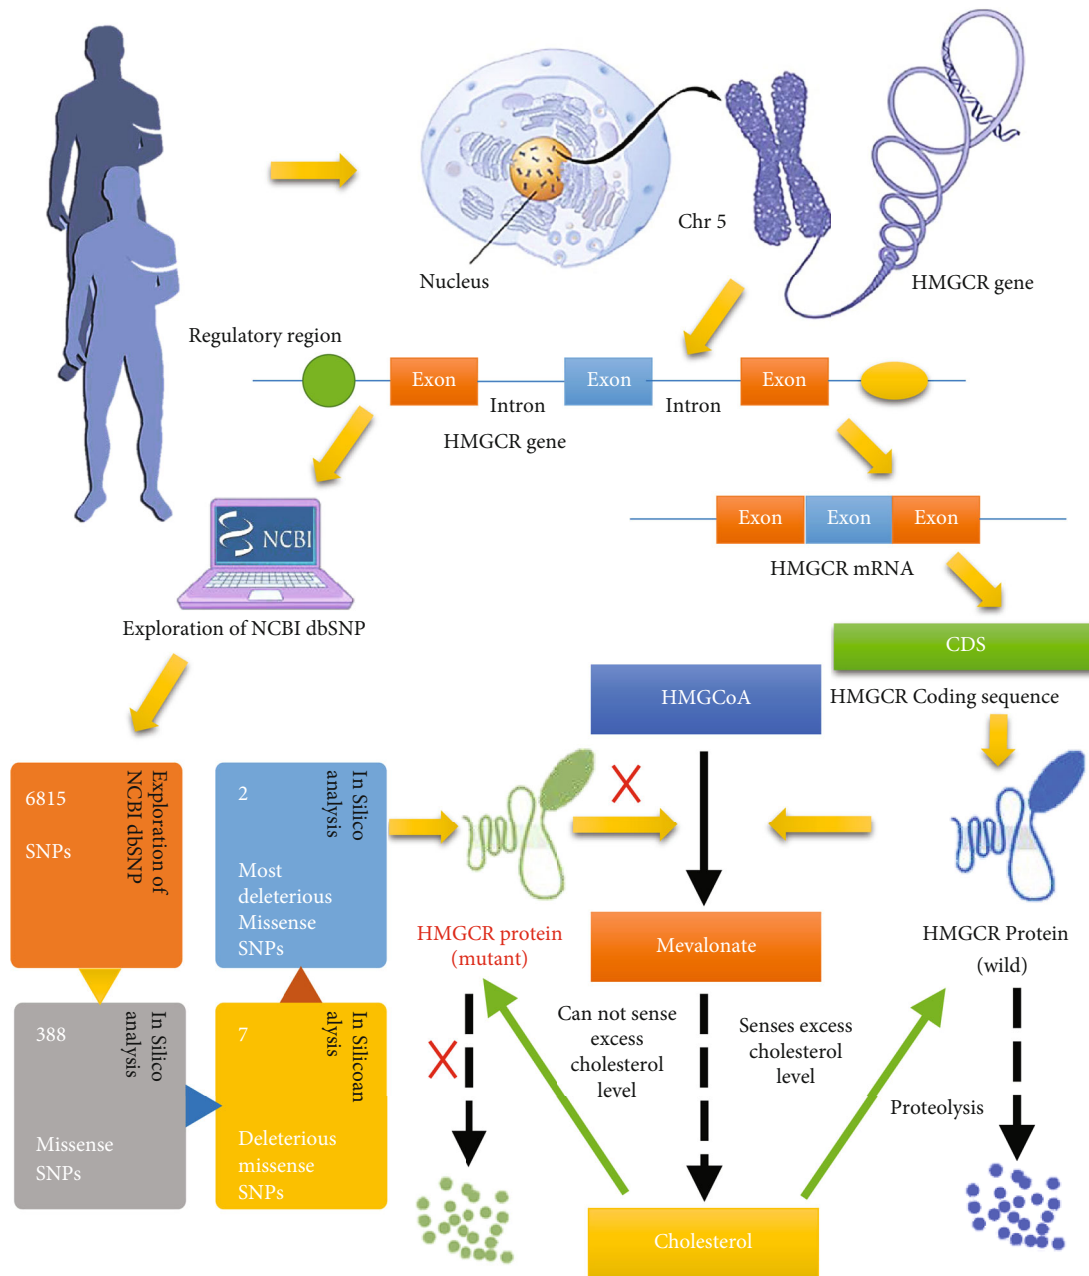 Chr 5
Nucleus
HMGCR gene
Regulatory region
Exon
Exon
Exon
Intron
Intron
HMGCR gene
NCBI
Exploration of NCBI dbSNP
Exon
Exon
Exon
HMGCR mRNA
CDS
HMGCR Coding sequence
HMGCoA
6815
SNPs
Exploration of
NCBI dbSNP
2
Most
deleterious
Missense
SNPs
In Silico
analysis
388
Missense
SNPs
In Silico
analysis
7
Deleterious
missense
SNPs
In Silicoan
alysis
HMGCR protein
(mutant)
Mevalonate
HMGCR Protein
(wild)
Can not sense
excess
cholesterol
level
Senses excess
cholesterol
level
Proteolysis
Cholesterol